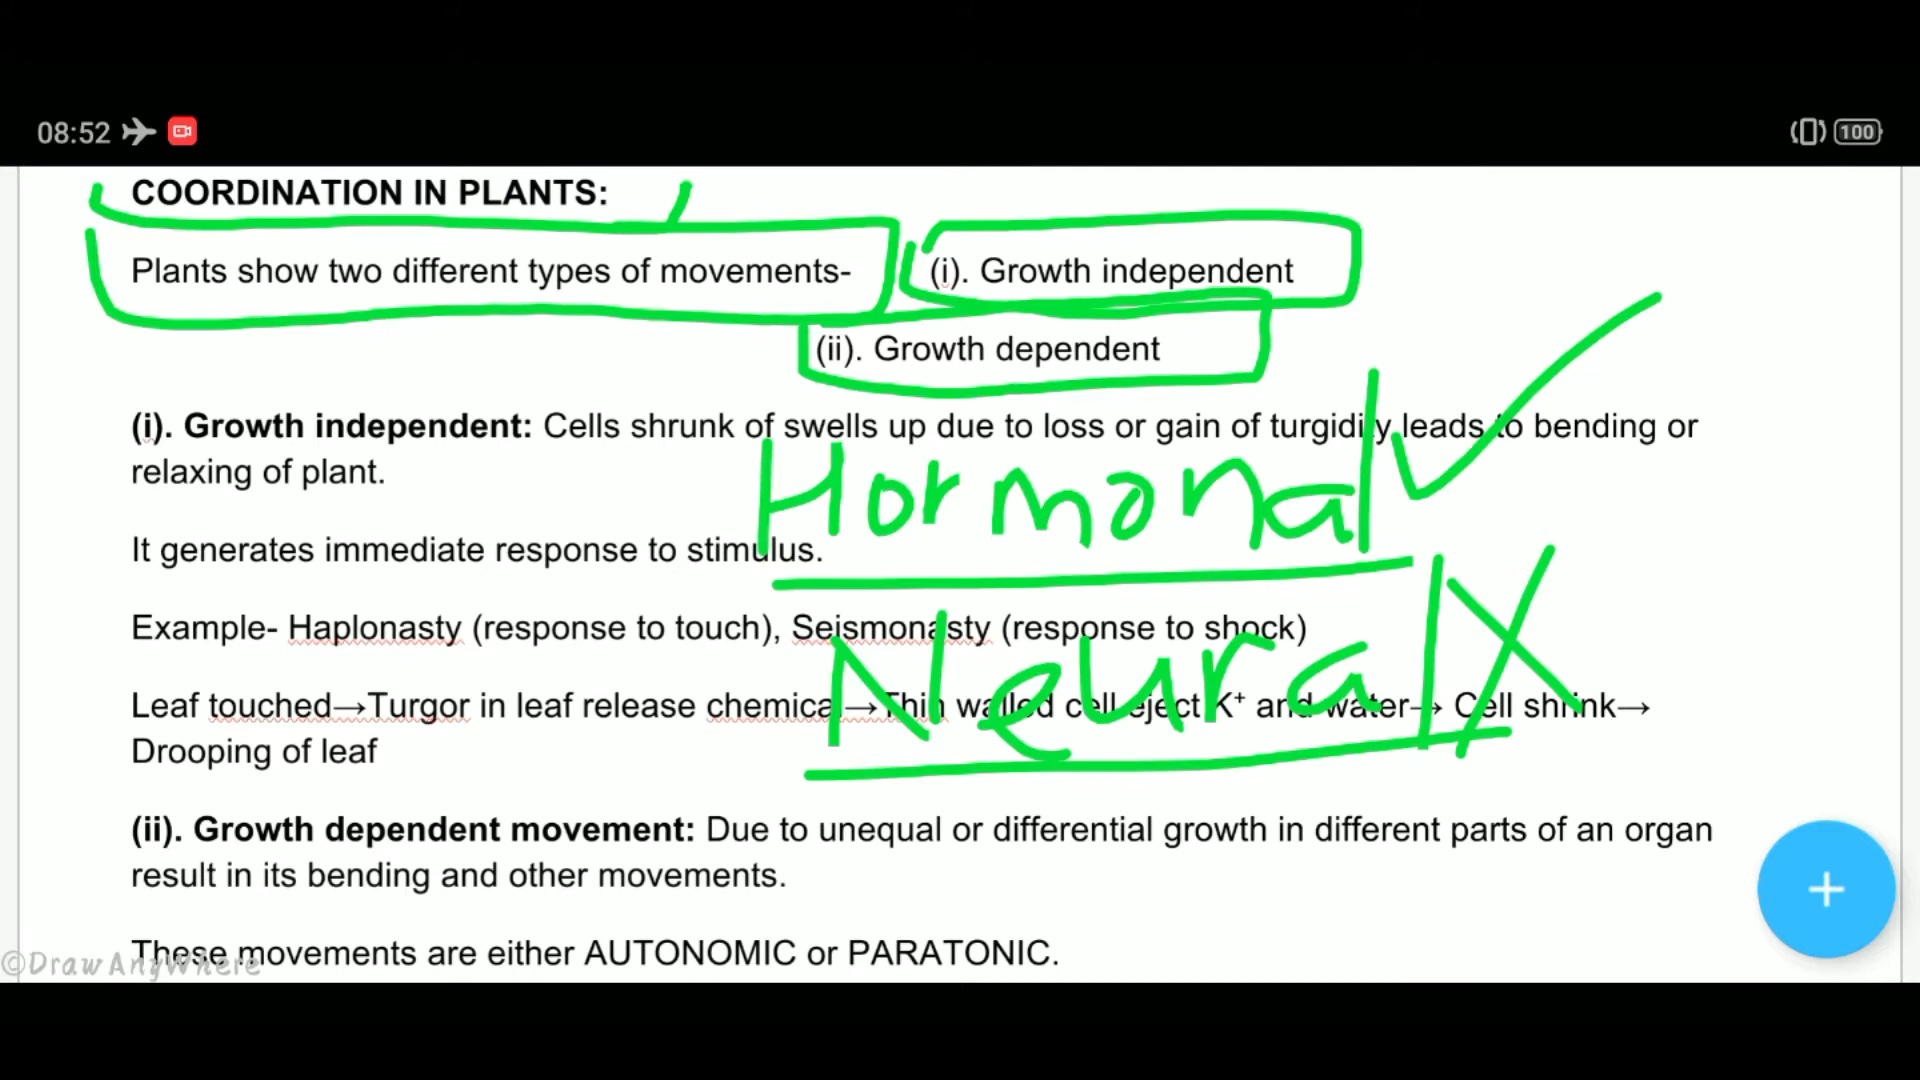 08:52
100
COORDINATION IN PLANTS:
Plants show two different types of movements- (i). Growth independent
(ii). Growth dependent
(i). Growth independent: Cells shrunk of swells up due to loss or gain of turgidity leads to bending or
relaxing of plant.
Hormonal
It generates immediate response to stimulus.
Example- Haplonasty (response to touch), Seismonasty (response to shock)
Neural
Leaf touched→Turgor in leaf release chemical→Thin walled cell eject K⁺ and water→ Cell shrink→
Drooping of leaf
(ii). Growth dependent movement: Due to unequal or differential growth in different parts of an organ
result in its bending and other movements.
These movements are either AUTONOMIC or PARATONIC.
©DrawAnyWhere